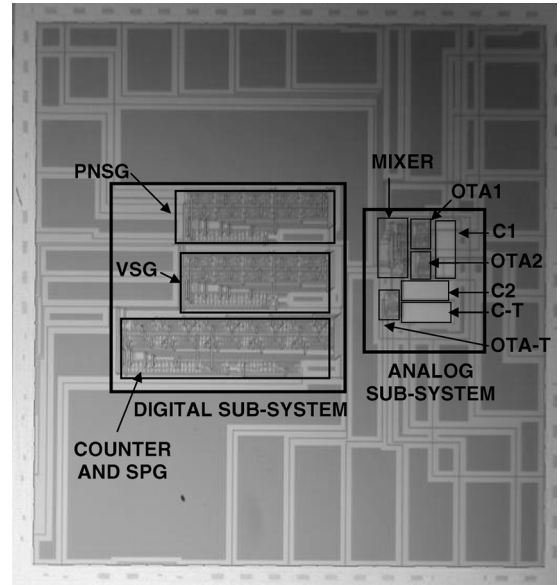 PNSG
MIXER
OTA1
C1
VSG
OTA2
C2
C-T
OTA-T
ANALOG
SUB-SYSTEM
DIGITAL SUB-SYSTEM
COUNTER
AND SPG